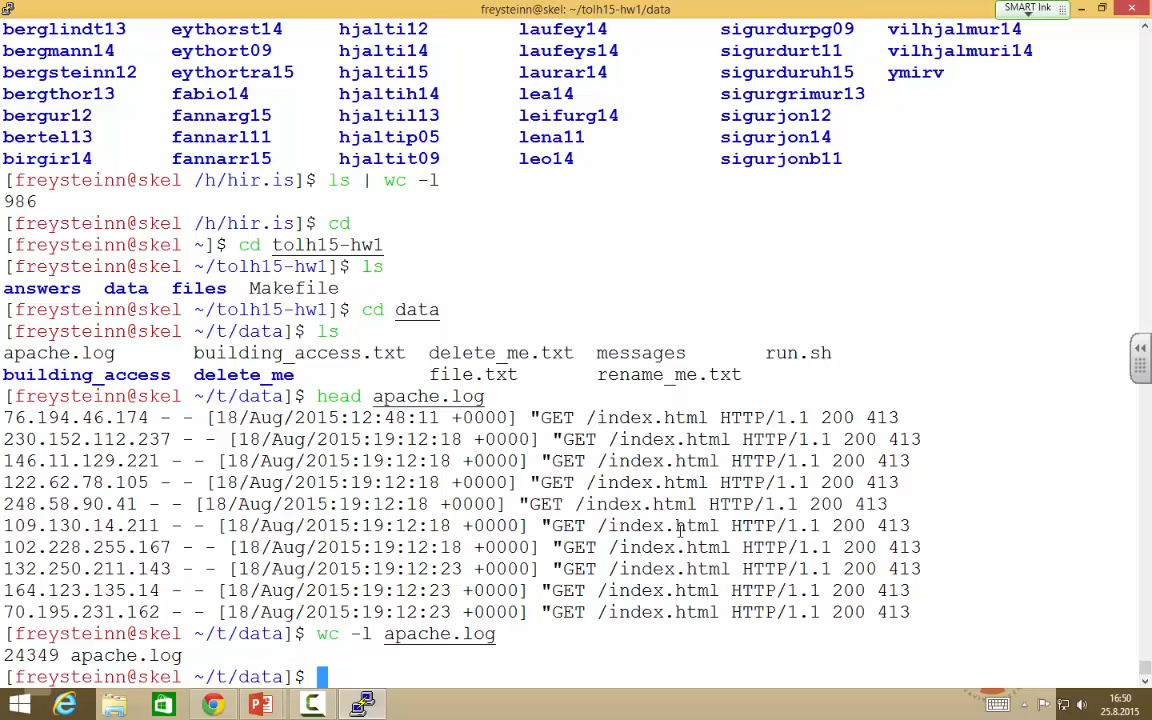 freysteinn@skel: ~/tolh15-hw1/data
SMART Ink
berglindt13 eythorst14 hjalti12 laufey14 sigurdurpg09 vilhjalmur14
bergmann14 eythort09 hjalti14 laufeys14 sigurdurt11 vilhjalmuri14
bergsteinn12 eythortra15 hjalti15 laurar14 sigurduruh15 ymirv
bergthor13 fabio14 hjaltih14 lea14 sigurgrimur13
bergur12 fannarg15 hjaltil13 leifurg14 sigurjon12
bertel13 fannarl11 hjaltip05 lena11 sigurjon14
birgir14 fannarr15 hjaltit09 leo14 sigurjonb11
[freysteinn@skel /h/hir.is]$ ls | wc -l
986
[freysteinn@skel /h/hir.is]$ cd
[freysteinn@skel ~]$ cd tolh15-hw1
[freysteinn@skel ~/tolh15-hw1]$ ls
answers data files Makefile
[freysteinn@skel ~/tolh15-hw1]$ cd data
[freysteinn@skel ~/t/data]$ ls
apache.log building_access.txt delete_me.txt messages run.sh
building_access delete_me file.txt rename_me.txt
[freysteinn@skel ~/t/data]$ head apache.log
76.194.46.174 - - [18/Aug/2015:12:48:11 +0000] "GET /index.html HTTP/1.1 200 413
230.152.112.237 - - [18/Aug/2015:19:12:18 +0000] "GET /index.html HTTP/1.1 200 413
146.11.129.221 - - [18/Aug/2015:19:12:18 +0000] "GET /index.html HTTP/1.1 200 413
122.62.78.105 - - [18/Aug/2015:19:12:18 +0000] "GET /index.html HTTP/1.1 200 413
248.58.90.41 - - [18/Aug/2015:19:12:18 +0000] "GET /index.html HTTP/1.1 200 413
109.130.14.211 - - [18/Aug/2015:19:12:18 +0000] "GET /index.html HTTP/1.1 200 413
102.228.255.167 - - [18/Aug/2015:19:12:18 +0000] "GET /index.html HTTP/1.1 200 413
132.250.211.143 - - [18/Aug/2015:19:12:23 +0000] "GET /index.html HTTP/1.1 200 413
164.123.135.14 - - [18/Aug/2015:19:12:23 +0000] "GET /index.html HTTP/1.1 200 413
70.195.231.162 - - [18/Aug/2015:19:12:23 +0000] "GET /index.html HTTP/1.1 200 413
[freysteinn@skel ~/t/data]$ wc -l apache.log
24349 apache.log
[freysteinn@skel ~/t/data]$
16:50
25.8.2015